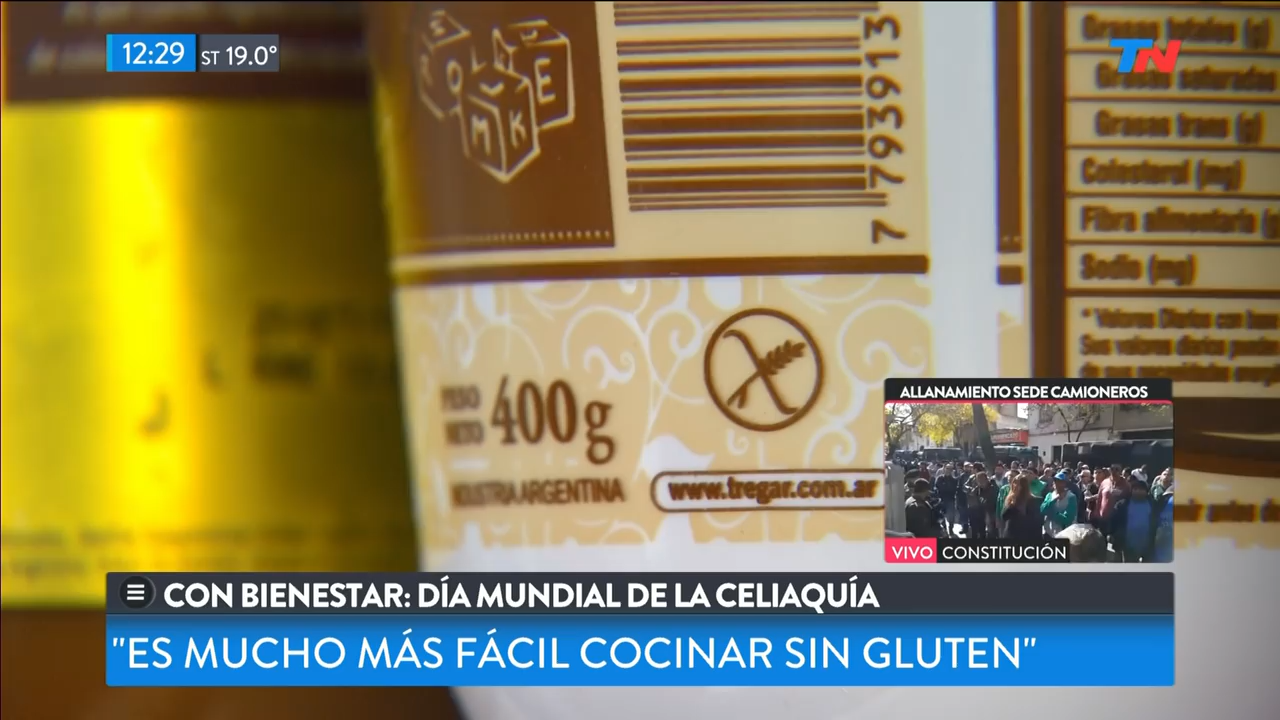 12:29 ST 19.0°
TN
7 793913
Grasas totales (g)
Grasas saturadas
Grasas trans (g)
Colesterol (mg)
Fibra alimentaria (g
Sodio (mg)
PESO NETO 400g
INDUSTRIA ARGENTINA
www.tregar.com.ar
ALLANAMIENTO SEDE CAMIONEROS
VIVO CONSTITUCIÓN
CON BIENESTAR: DÍA MUNDIAL DE LA CELIAQUÍA
"ES MUCHO MÁS FÁCIL COCINAR SIN GLUTEN"